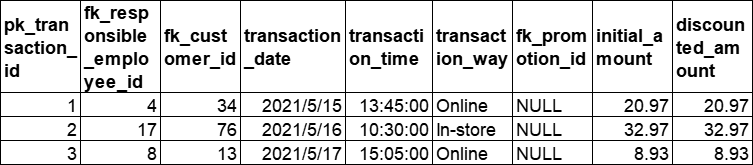 pk_tran fk_resp fk_cust transaction transacti transact fk_prom initial_a discoun
saction_ onsible omer_id _date on_time ion_way otion_id mount ted_am
id _emplo ount
yee_id
1 4 34 2021/5/15 13:45:00 Online NULL 20.97 20.97
2 17 76 2021/5/16 10:30:00 In-store NULL 32.97 32.97
3 8 13 2021/5/17 15:05:00 Online NULL 8.93 8.93